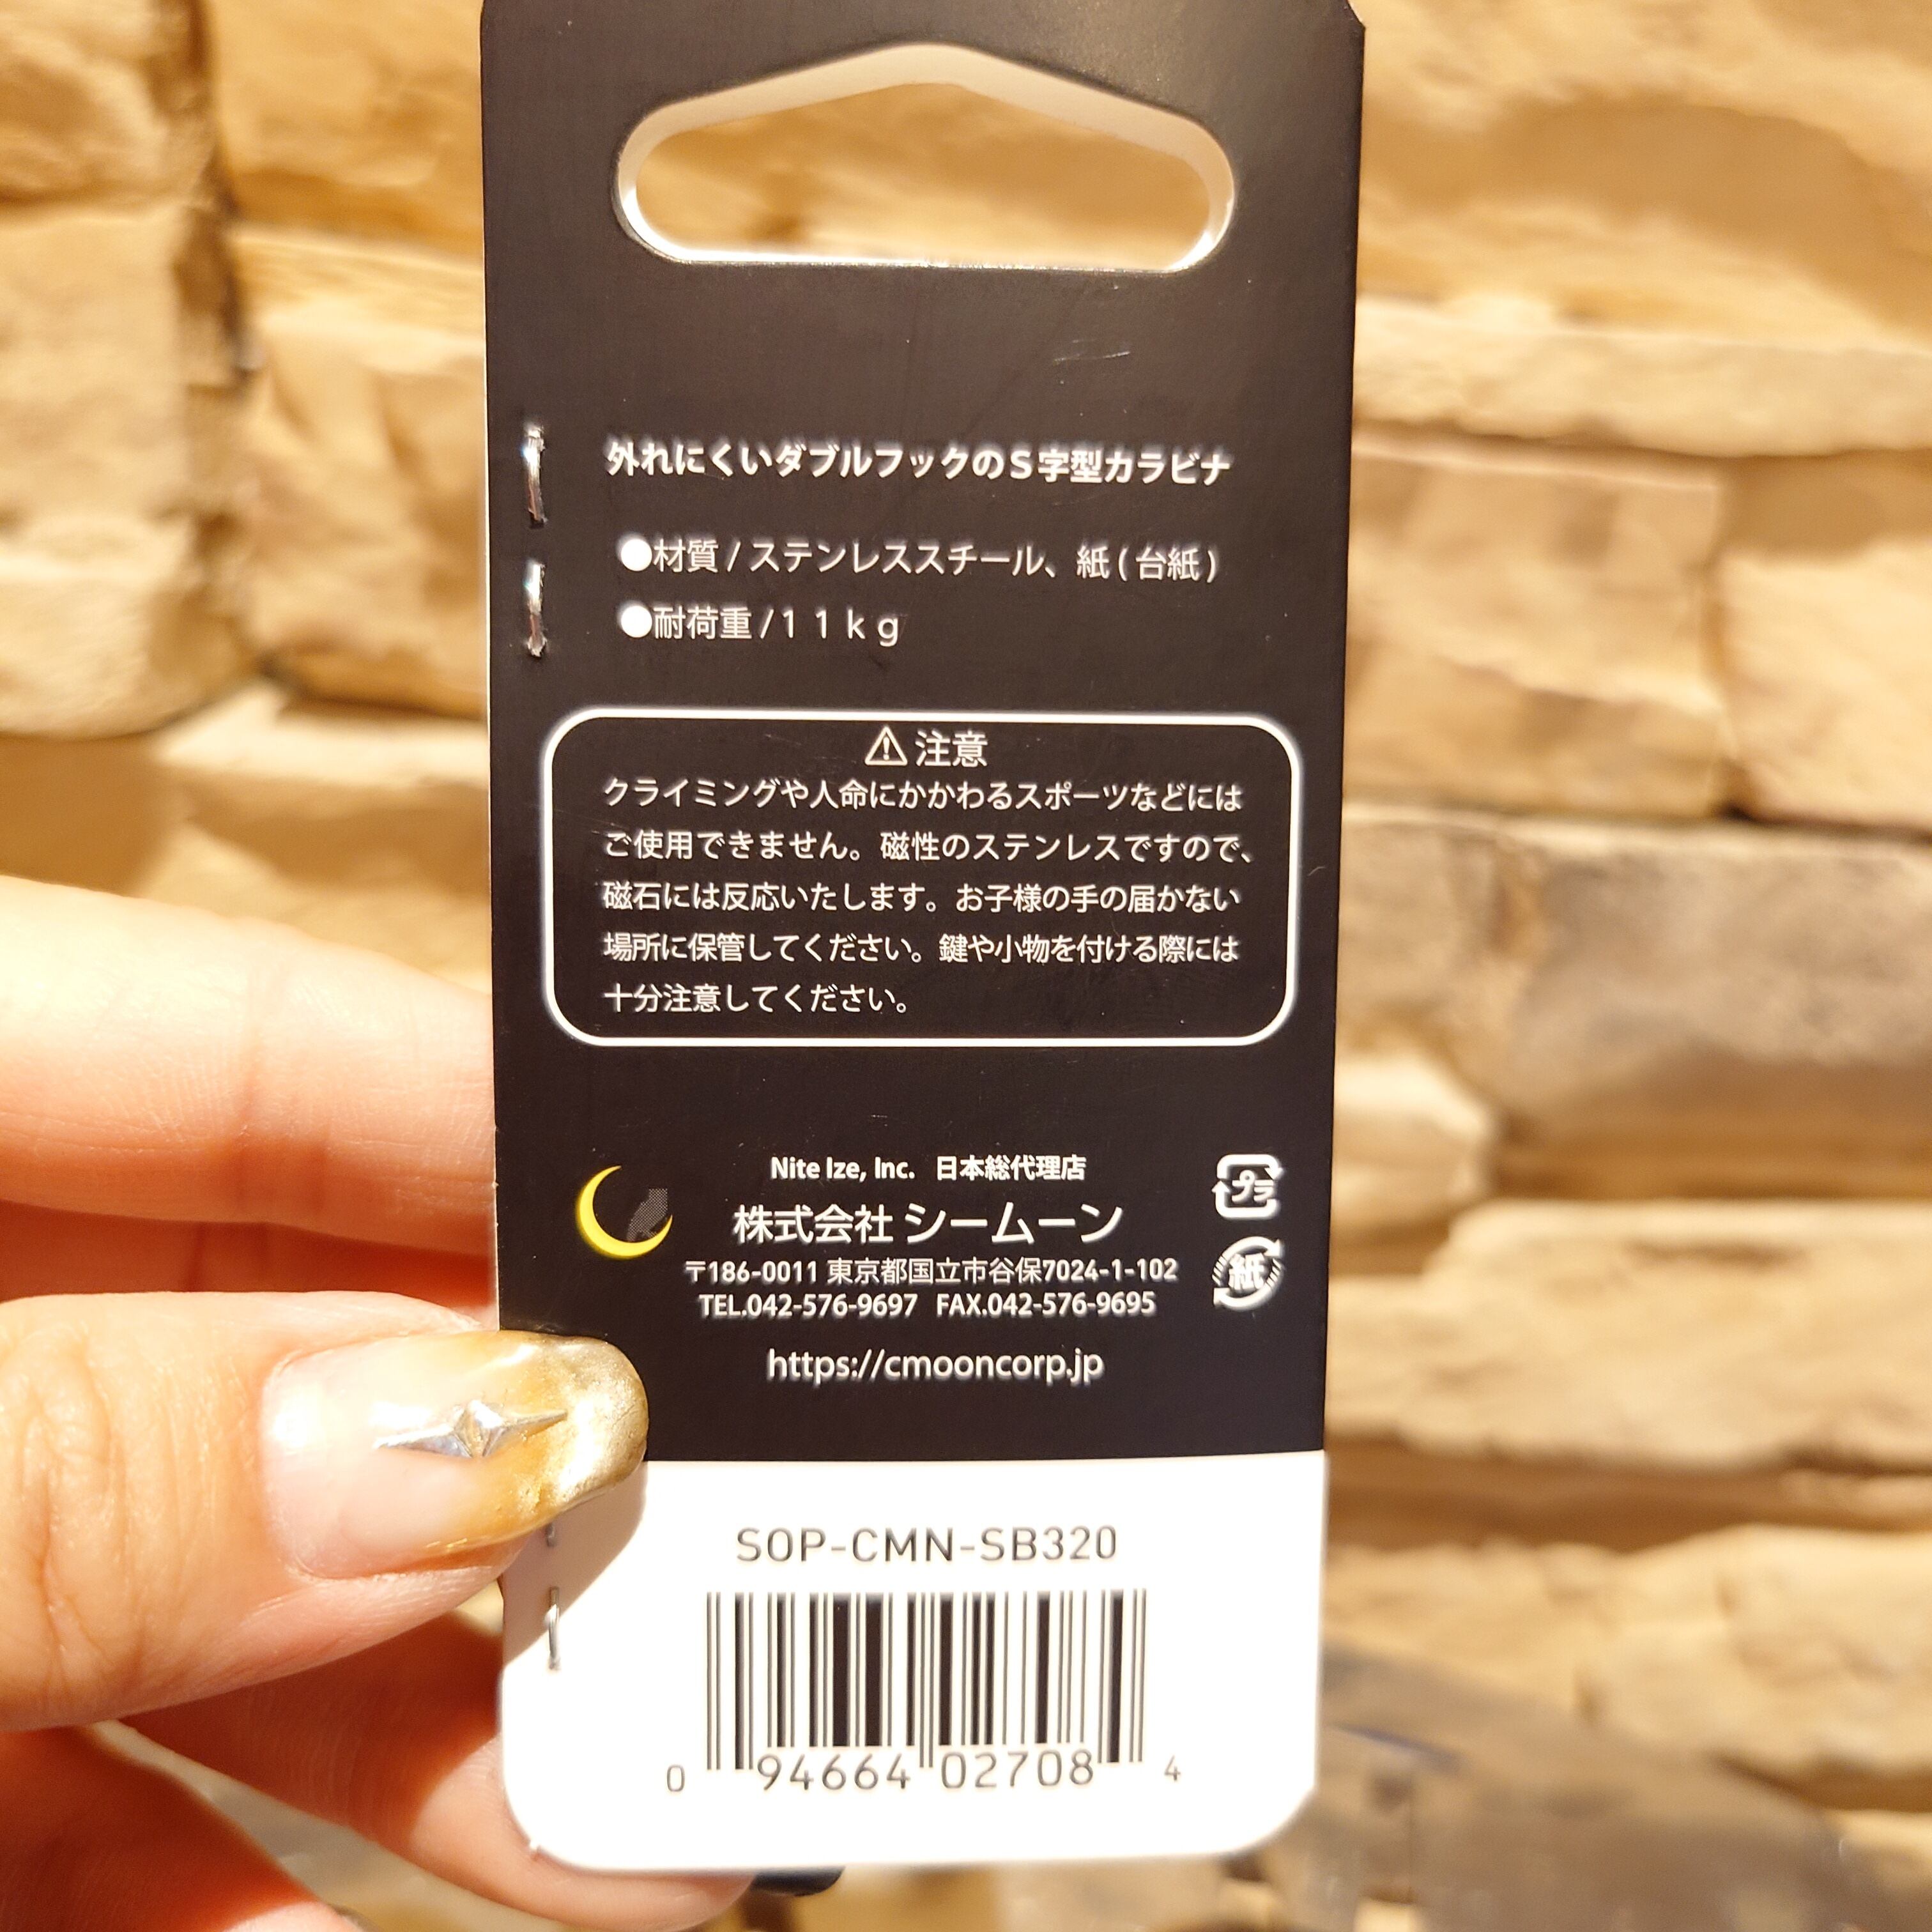 外れにくいダブルフックのS字型カラビナ
●材質/ステンレススチール、紙(台紙)
●耐荷重/11kg
⚠注意
クライミングや人命にかかわるスポーツなどには
ご使用できません。磁性のステンレスですので、
磁石には反応いたします。お子様の手の届かない
場所に保管してください。鍵や小物を付ける際には
十分注意してください。
Nite Ize, Inc. 日本総代理店
株式会社 シームーン
〒186-0011 東京都国立市谷保7024-1-102
TEL.042-576-9697 FAX.042-576-9695
https://cmooncorp.jp
プラ
紙
SOP-CMN-SB320
0 94664 02708 4